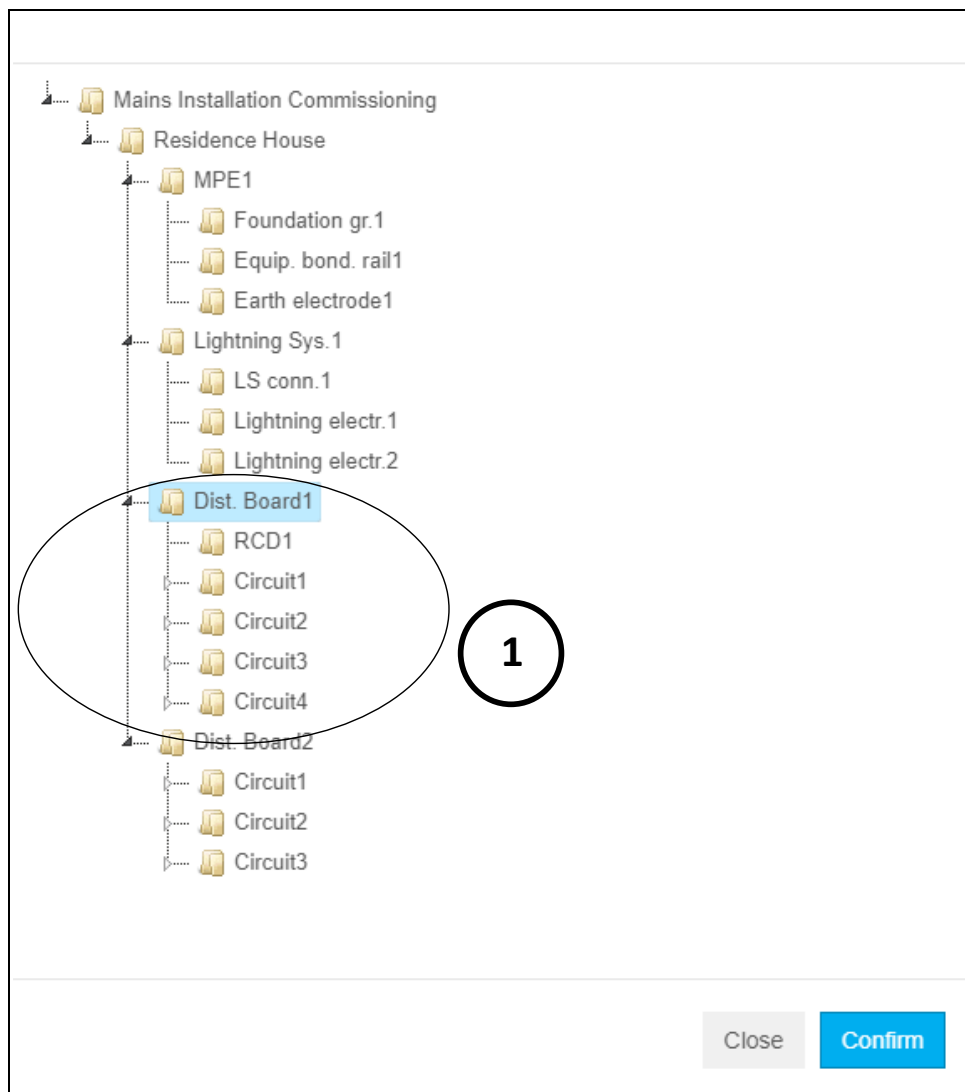 Mains Installation Commissioning
Residence House
MPE1
Foundation gr.1
Equip. bond. rail1
Earth electrode1
Lightning Sys.1
LS conn.1
Lightning electr.1
Lightning electr.2
Dist. Board1
RCD1
Circuit1
Circuit2
Circuit3
Circuit4
1
Dist. Board2
Circuit1
Circuit2
Circuit3
Close Confirm